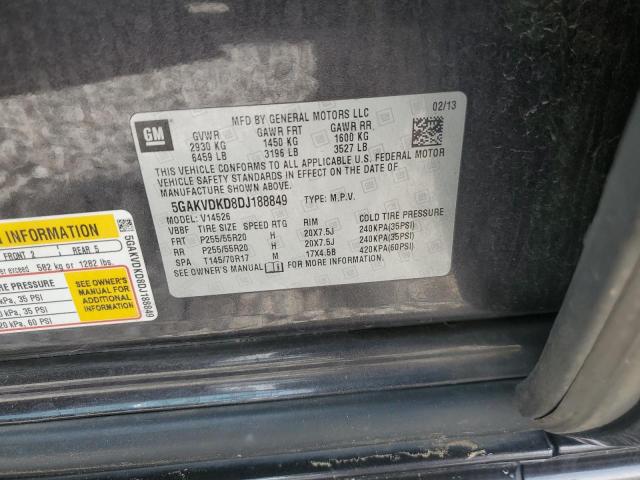 GM
MFD BY GENERAL MOTORS LLC 02/13
GVWR GAWR FRT GAWR RR
2930 KG 1450 KG 1600 KG
6459 LB 3196 LB 3527 LB
THIS VEHICLE CONFORMS TO ALL APPLICABLE U.S. FEDERAL MOTOR
VEHICLE SAFETY STANDARDS IN EFFECT ON THE DATE OF
MANUFACTURE SHOWN ABOVE.
5GAKVDKD8DJ188849 TYPE: M.P.V.
MODEL: V14526
VBBF TIRE SIZE SPEED RTG RIM COLD TIRE PRESSURE
FRT P255/55R20 H 20X7.5J 240KPA(35PSI)
RR P255/55R20 H 20X7.5J 240KPA(35PSI)
SPA T145/70R17 M 17X4.5B 420KPA(60PSI)
SEE OWNER'S MANUAL FOR MORE INFORMATION.
INFORMATION
FRONT 2 REAR 5
exceed 582 kg or 1282 lbs.
PRESSURE
kPa, 35 PSI
kPa, 35 PSI
kPa, 60 PSI
SEE OWNER'S
MANUAL FOR
ADDITIONAL
INFORMATION
5GAKVDKD8DJ188849